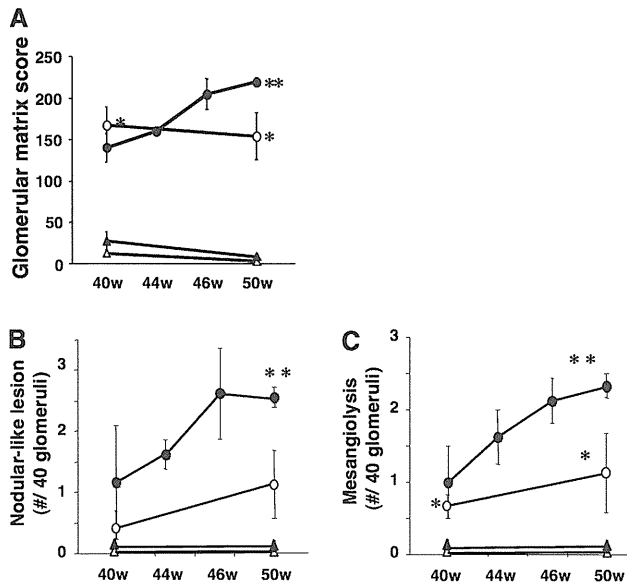 A
Glomerular matrix score
250
200
150
100
50
0
**
*
*
40w 44w 46w 50w
B
Nodular-like lesion
(#/ 40 glomeruli)
3
2
1
0
* *
40w 44w 46w 50w
C
Mesangiolysis
(#/ 40 glomeruli)
3
2
1
0
* *
*
*
40w 44w 46w 50w